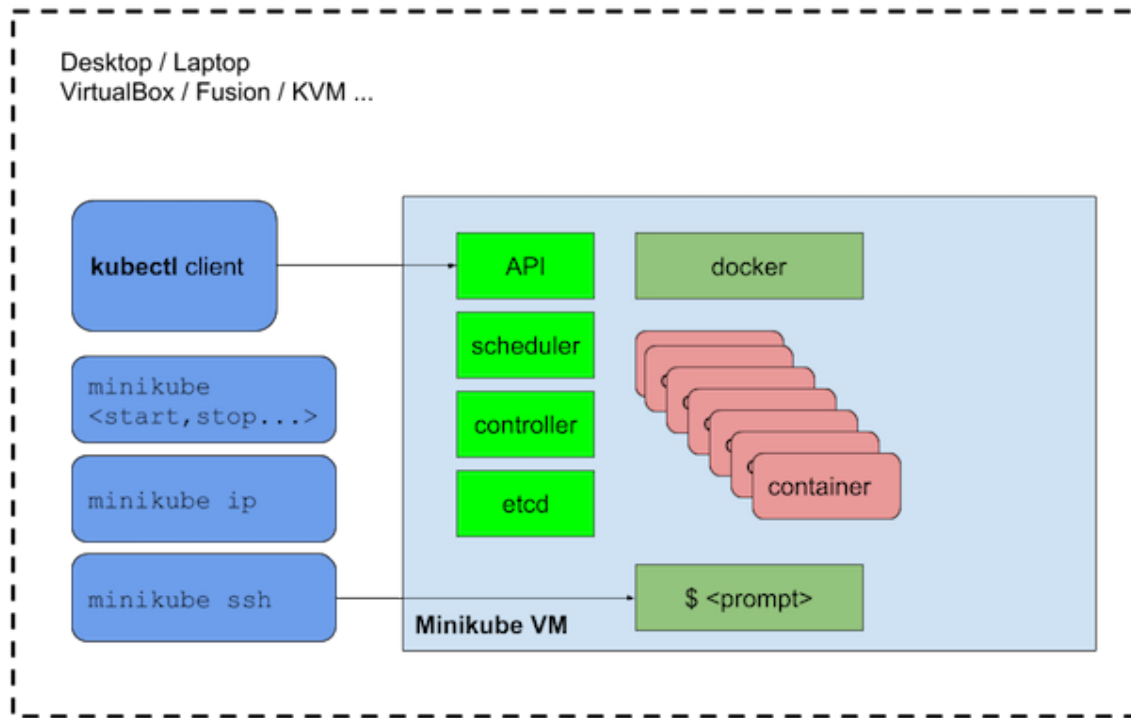 Desktop / Laptop
VirtualBox / Fusion / KVM ...
kubectl client
API
docker
scheduler
minikube
<start,stop...>
controller
container
minikube ip
etcd
minikube ssh
$ <prompt>
Minikube VM